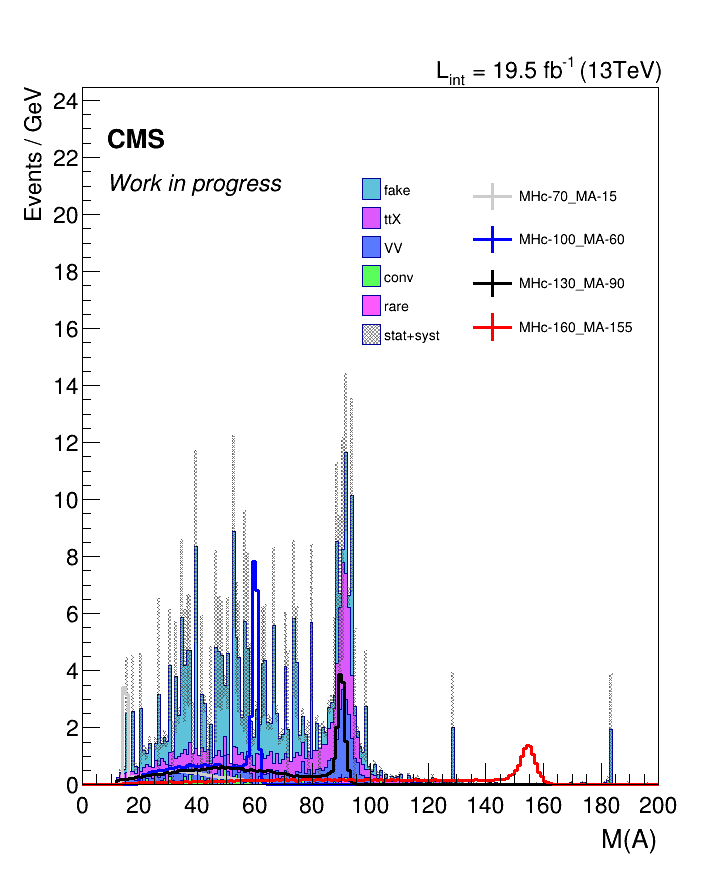 L_int = 19.5 fb^-1 (13TeV)
Events / GeV
CMS
Work in progress
fake
ttX
VV
conv
rare
stat+syst
MHc-70_MA-15
MHc-100_MA-60
MHc-130_MA-90
MHc-160_MA-155
24
22
20
18
16
14
12
10
8
6
4
2
0
0 20 40 60 80 100 120 140 160 180 200
M(A)